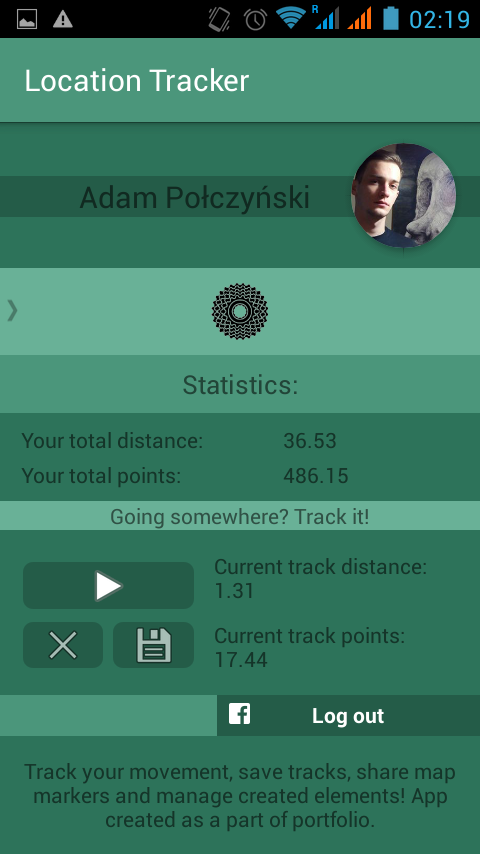 R
02:19
Location Tracker
Adam Połczyński
Statistics:
Your total distance: 36.53
Your total points: 486.15
Going somewhere? Track it!
Current track distance:
1.31
Current track points:
17.44
Log out
Track your movement, save tracks, share map
markers and manage created elements! App
created as a part of portfolio.